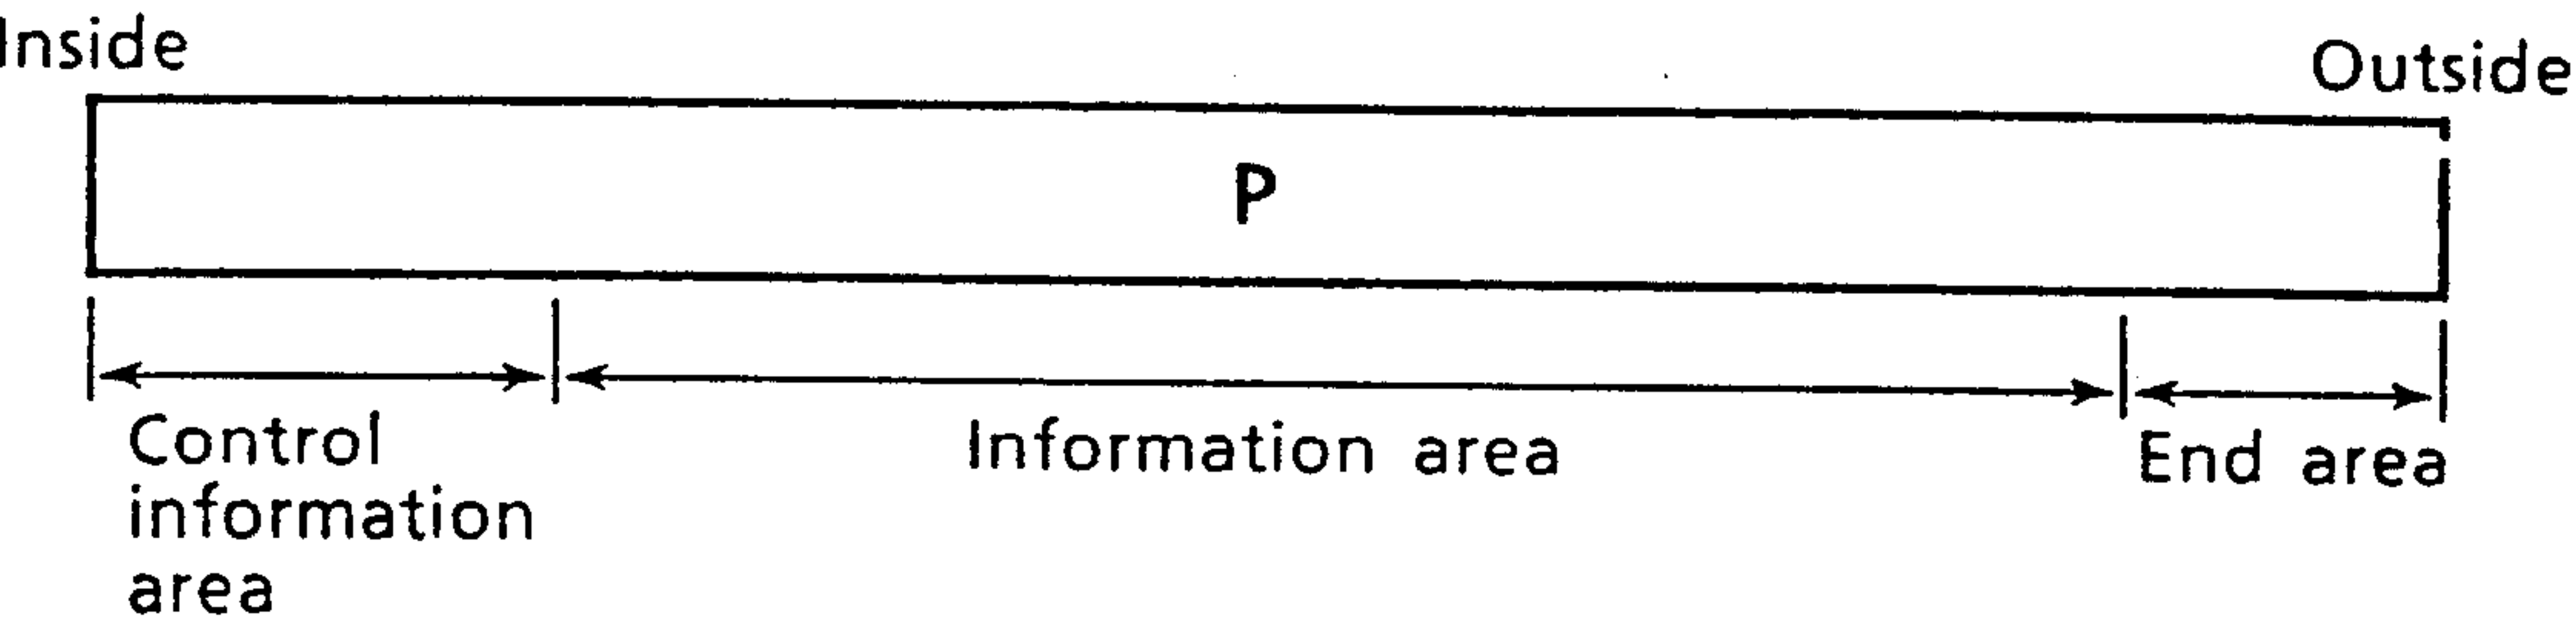 Inside
Outside
P
Control
information
area
Information area
End area